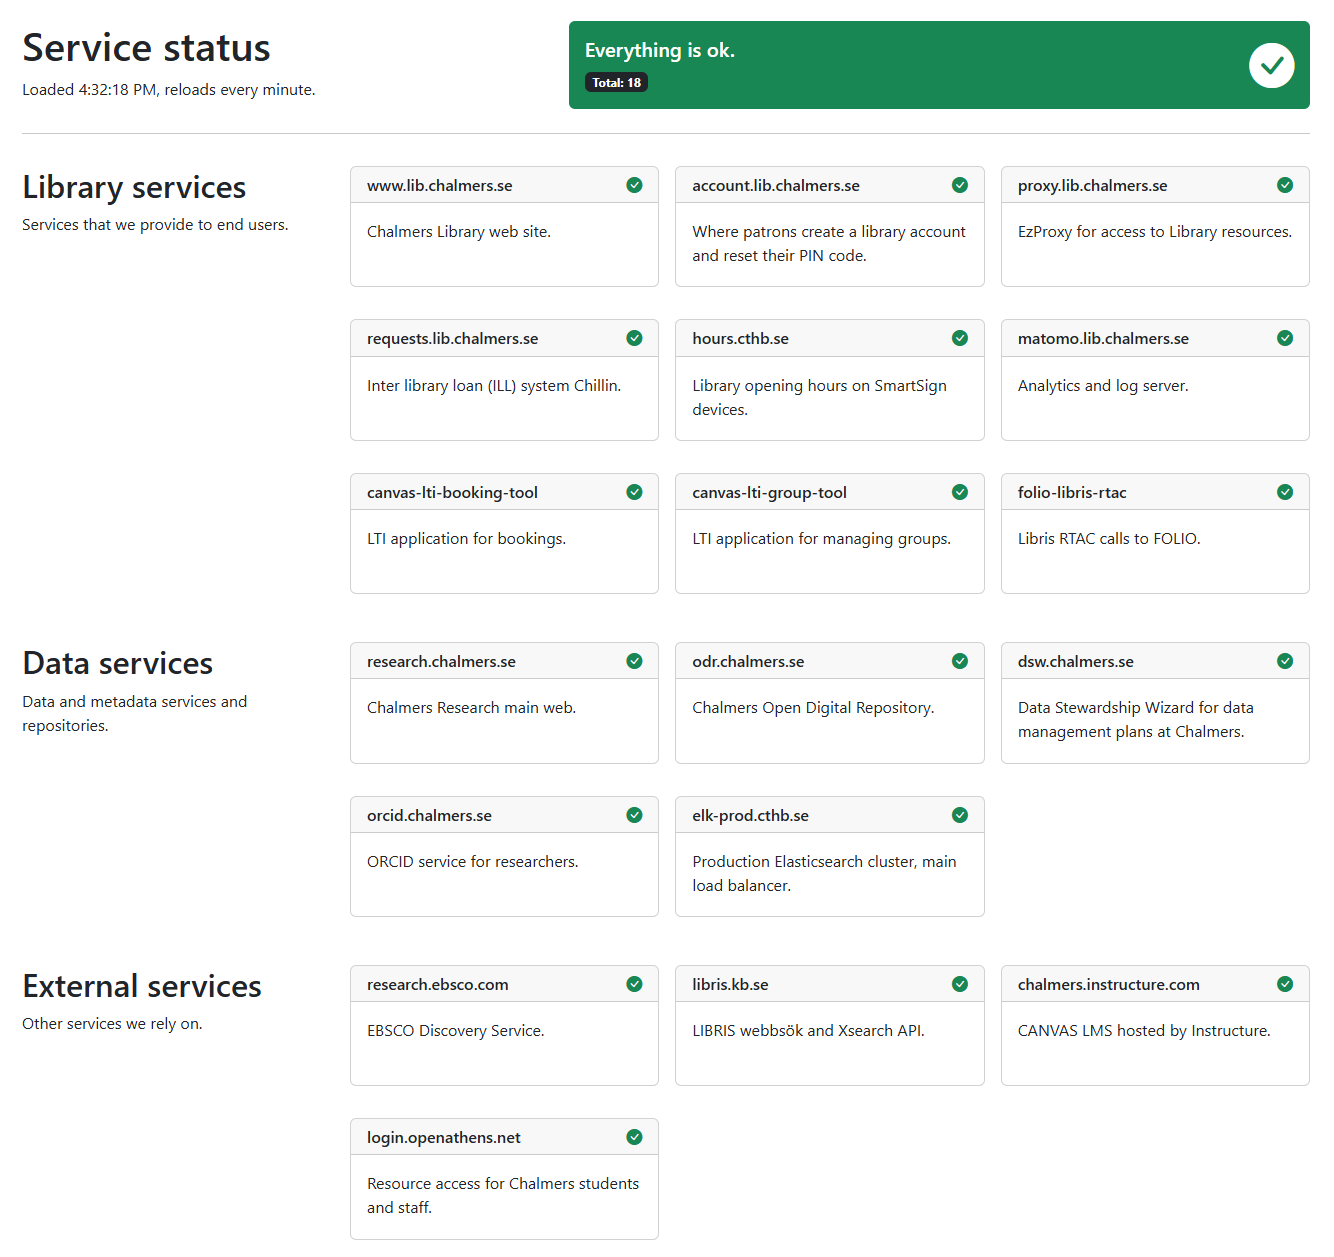 Service status
Loaded 4:32:18 PM, reloads every minute.
Everything is ok.
Total: 18
Library services
Services that we provide to end users.
www.lib.chalmers.se
Chalmers Library web site.
account.lib.chalmers.se
Where patrons create a library account
and reset their PIN code.
proxy.lib.chalmers.se
EzProxy for access to Library resources.
requests.lib.chalmers.se
Inter library loan (ILL) system Chillin.
hours.cthb.se
Library opening hours on SmartSign
devices.
matomo.lib.chalmers.se
Analytics and log server.
canvas-lti-booking-tool
LTI application for bookings.
canvas-lti-group-tool
LTI application for managing groups.
folio-libris-rtac
Libris RTAC calls to FOLIO.
Data services
Data and metadata services and
repositories.
research.chalmers.se
Chalmers Research main web.
odr.chalmers.se
Chalmers Open Digital Repository.
dsw.chalmers.se
Data Stewardship Wizard for data
management plans at Chalmers.
orcid.chalmers.se
ORCID service for researchers.
elk-prod.cthb.se
Production Elasticsearch cluster, main
load balancer.
External services
Other services we rely on.
research.ebsco.com
EBSCO Discovery Service.
libris.kb.se
LIBRIS webbsök and Xsearch API.
chalmers.instructure.com
CANVAS LMS hosted by Instructure.
login.openathens.net
Resource access for Chalmers students
and staff.